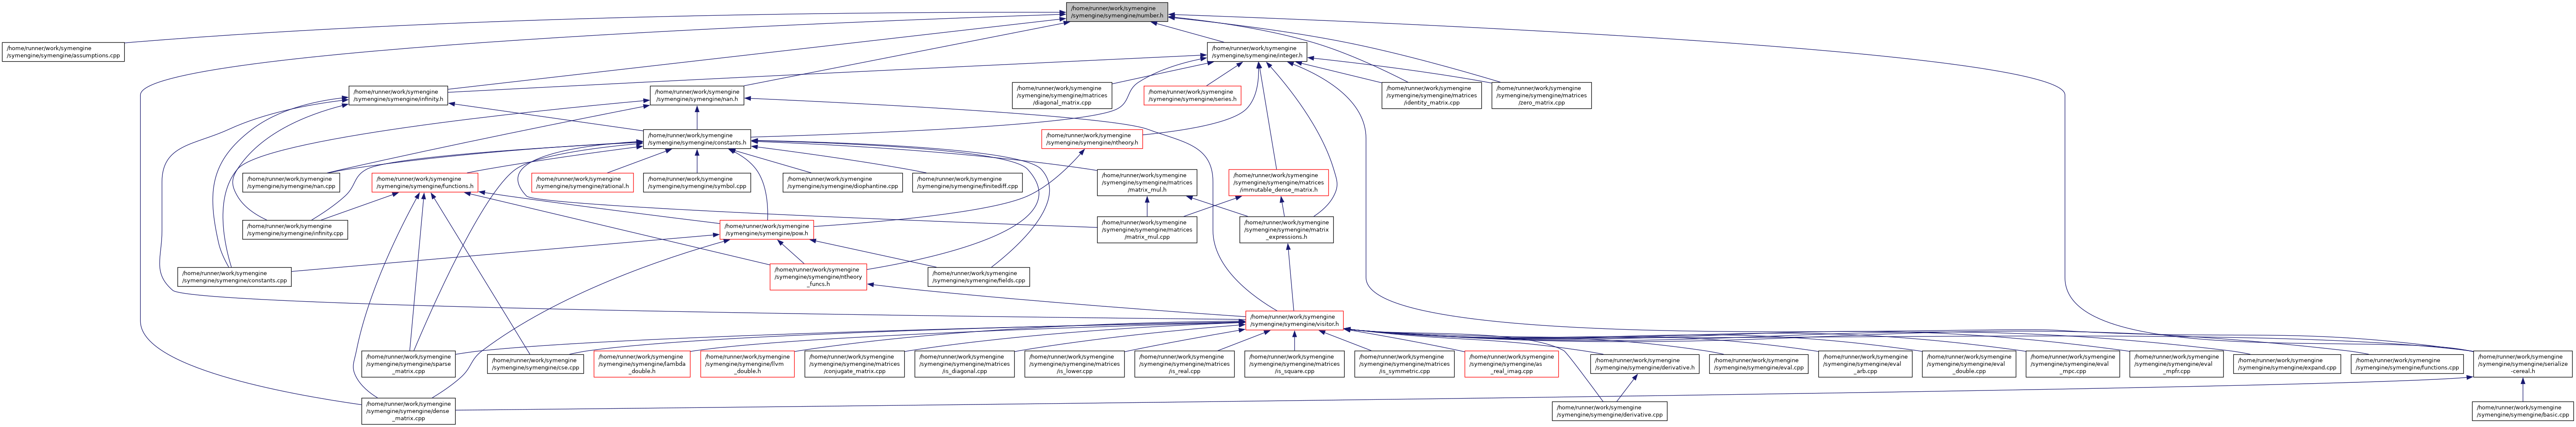 /home/runner/work/symengine
/symengine/symengine/number.h
/home/runner/work/symengine
/symengine/symengine/assumptions.cpp
/home/runner/work/symengine
/symengine/symengine/integer.h
/home/runner/work/symengine
/symengine/symengine/infinity.h
/home/runner/work/symengine
/symengine/symengine/nan.h
/home/runner/work/symengine
/symengine/symengine/matrices
/diagonal_matrix.cpp
/home/runner/work/symengine
/symengine/symengine/series.h
/home/runner/work/symengine
/symengine/symengine/matrices
/identity_matrix.cpp
/home/runner/work/symengine
/symengine/symengine/matrices
/zero_matrix.cpp
/home/runner/work/symengine
/symengine/symengine/constants.h
/home/runner/work/symengine
/symengine/symengine/ntheory.h
/home/runner/work/symengine
/symengine/symengine/nan.cpp
/home/runner/work/symengine
/symengine/symengine/functions.h
/home/runner/work/symengine
/symengine/symengine/rational.h
/home/runner/work/symengine
/symengine/symengine/symbol.cpp
/home/runner/work/symengine
/symengine/symengine/diophantine.cpp
/home/runner/work/symengine
/symengine/symengine/finitediff.cpp
/home/runner/work/symengine
/symengine/symengine/matrices
/matrix_mul.h
/home/runner/work/symengine
/symengine/symengine/matrices
/immutable_dense_matrix.h
/home/runner/work/symengine
/symengine/symengine/infinity.cpp
/home/runner/work/symengine
/symengine/symengine/pow.h
/home/runner/work/symengine
/symengine/symengine/matrices
/matrix_mul.cpp
/home/runner/work/symengine
/symengine/symengine/matrix
_expressions.h
/home/runner/work/symengine
/symengine/symengine/constants.cpp
/home/runner/work/symengine
/symengine/symengine/ntheory
_funcs.h
/home/runner/work/symengine
/symengine/symengine/fields.cpp
/home/runner/work/symengine
/symengine/symengine/visitor.h
/home/runner/work/symengine
/symengine/symengine/sparse
_matrix.cpp
/home/runner/work/symengine
/symengine/symengine/cse.cpp
/home/runner/work/symengine
/symengine/symengine/lambda
_double.h
/home/runner/work/symengine
/symengine/symengine/llvm
_double.h
/home/runner/work/symengine
/symengine/symengine/matrices
/conjugate_matrix.cpp
/home/runner/work/symengine
/symengine/symengine/matrices
/is_diagonal.cpp
/home/runner/work/symengine
/symengine/symengine/matrices
/is_lower.cpp
/home/runner/work/symengine
/symengine/symengine/matrices
/is_real.cpp
/home/runner/work/symengine
/symengine/symengine/matrices
/is_square.cpp
/home/runner/work/symengine
/symengine/symengine/matrices
/is_symmetric.cpp
/home/runner/work/symengine
/symengine/symengine/as
_real_imag.cpp
/home/runner/work/symengine
/symengine/symengine/derivative.h
/home/runner/work/symengine
/symengine/symengine/eval.cpp
/home/runner/work/symengine
/symengine/symengine/eval
_arb.cpp
/home/runner/work/symengine
/symengine/symengine/eval
_double.cpp
/home/runner/work/symengine
/symengine/symengine/eval
_mpc.cpp
/home/runner/work/symengine
/symengine/symengine/eval
_mpfr.cpp
/home/runner/work/symengine
/symengine/symengine/expand.cpp
/home/runner/work/symengine
/symengine/symengine/functions.cpp
/home/runner/work/symengine
/symengine/symengine/serialize
-cereal.h
/home/runner/work/symengine
/symengine/symengine/dense
_matrix.cpp
/home/runner/work/symengine
/symengine/symengine/derivative.cpp
/home/runner/work/symengine
/symengine/symengine/basic.cpp